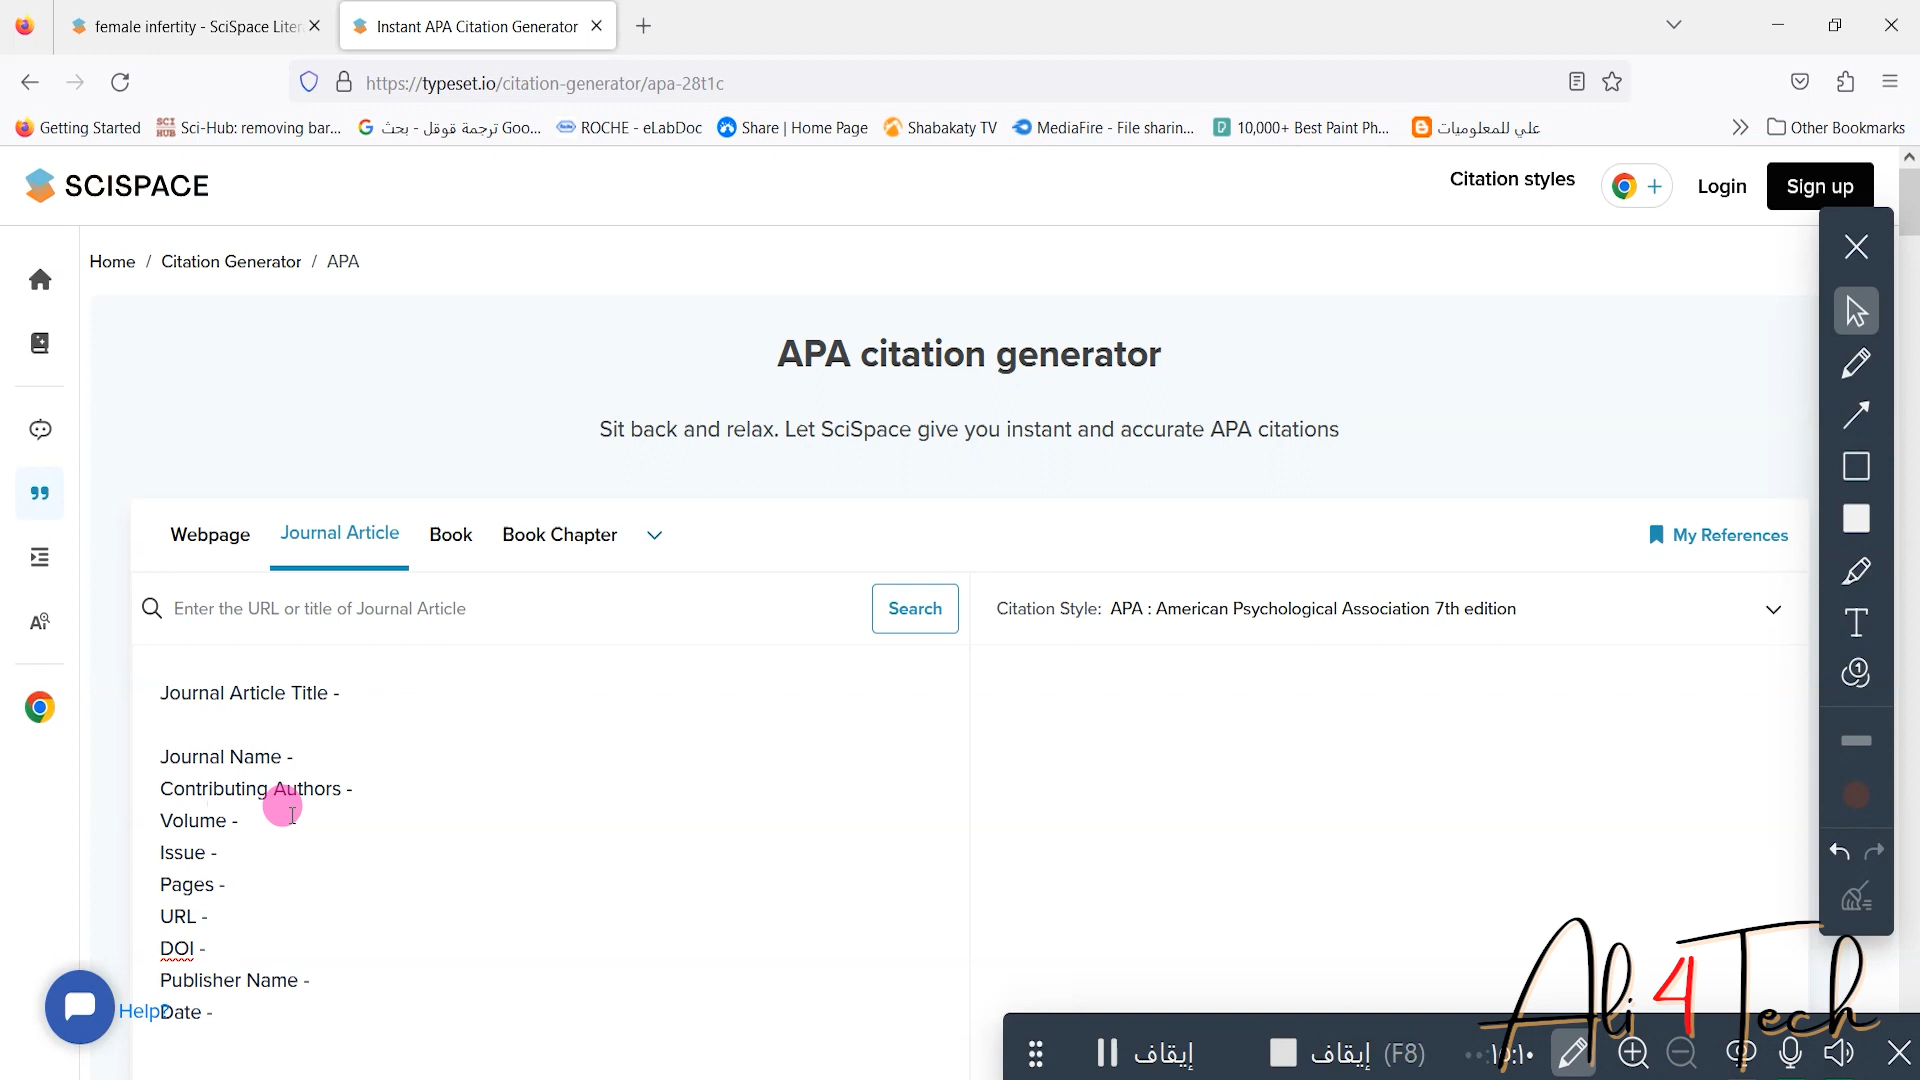 female infertity - SciSpace Liter
Instant APA Citation Generator
https://typeset.io/citation-generator/apa-28t1c
Getting Started
SCI HUB
Sci-Hub: removing bar...
ترجمة قوقل - بحث Goo...
ROCHE - eLabDoc
Share | Home Page
Shabakaty TV
MediaFire - File sharin...
10,000+ Best Paint Ph...
علي للمعلوميات
Other Bookmarks
SCISPACE
Citation styles
Login
Sign up
Home / Citation Generator / APA
APA citation generator
Sit back and relax. Let SciSpace give you instant and accurate APA citations
Webpage
Journal Article
Book
Book Chapter
My References
Enter the URL or title of Journal Article
Search
Citation Style: APA : American Psychological Association 7th edition
Journal Article Title -
Journal Name -
Contributing Authors -
Volume -
Issue -
Pages -
URL -
DOI -
Publisher Name -
Date -
Help?
إيقاف
إيقاف (F8)
Ali 4 Tech